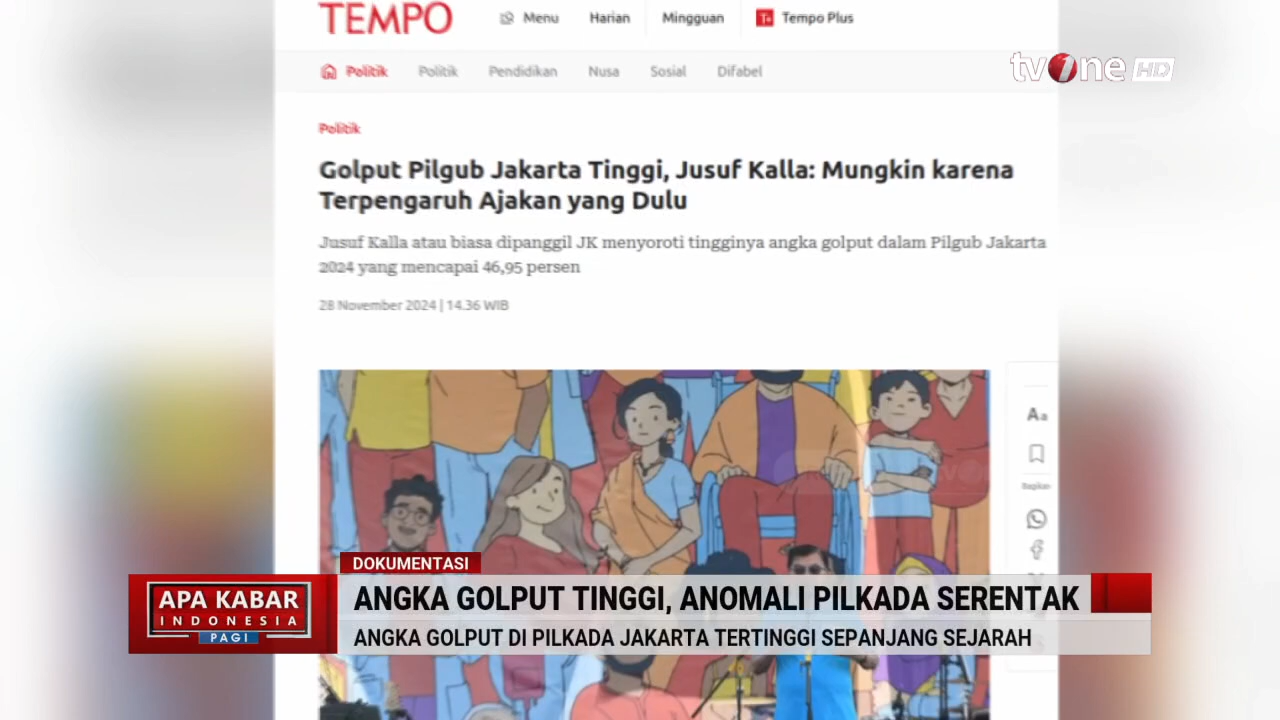 TEMPO
Menu Harian Mingguan Tempo Plus
tvOne HD
Politik Politik Pendidikan Nusa Sosial Difabel
Politik
Golput Pilgub Jakarta Tinggi, Jusuf Kalla: Mungkin karena
Terpengaruh Ajakan yang Dulu
Jusuf Kalla atau biasa dipanggil JK menyoroti tingginya angka golput dalam Pilgub Jakarta
2024 yang mencapai 46,95 persen
28 November 2024 | 14.36 WIB
Aa
Bagikan
DOKUMENTASI
APA KABAR
INDONESIA
PAGI
ANGKA GOLPUT TINGGI, ANOMALI PILKADA SERENTAK
ANGKA GOLPUT DI PILKADA JAKARTA TERTINGGI SEPANJANG SEJARAH